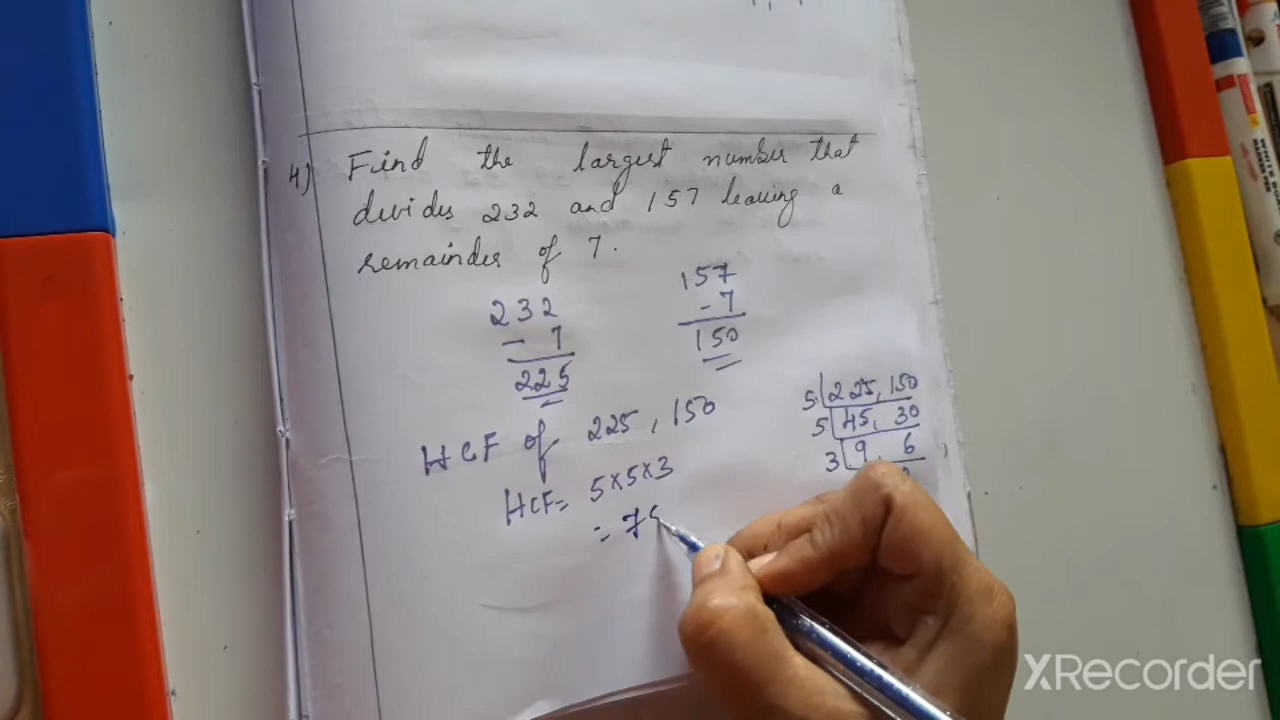 4) Find the largest number that
divides 232 and 157 leaving a
remainder of 7.
232
- 7
225
157
- 7
150
HCF of 225, 150
HCF = 5×5×3
= 75
5 | 225, 150
5 | 45, 30
3 | 9, 6
XRecorder